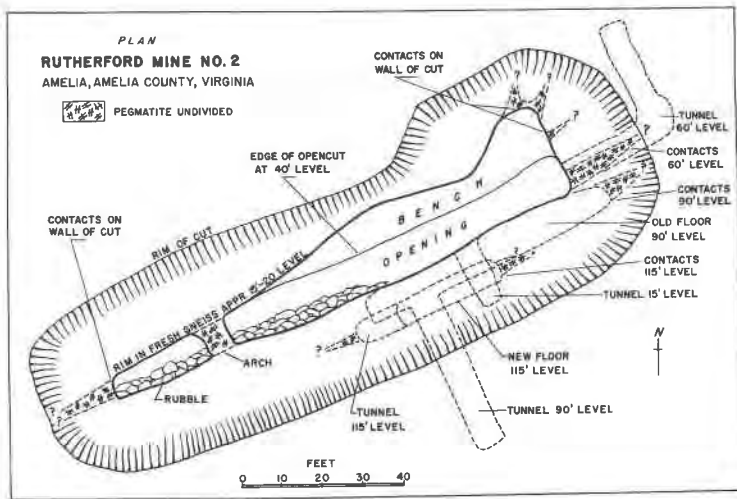 PLAN
RUTHERFORD MINE NO. 2
AMELIA, AMELIA COUNTY, VIRGINIA
PEGMATITE UNDIVIDED
CONTACTS ON
WALL OF CUT
?
?
?
?
TUNNEL
60' LEVEL
CONTACTS
60' LEVEL
?
CONTACTS
90' LEVEL
EDGE OF OPENCUT
AT 40' LEVEL
BENCH
OPENING
OLD FLOOR
90' LEVEL
CONTACTS ON
WALL OF CUT
RIM OF CUT
CONTACTS
115' LEVEL
?
TUNNEL 15' LEVEL
RIM IN FRESH GNEISS APPR. 15'-20' LEVEL
N
ARCH
?
NEW FLOOR
115' LEVEL
RUBBLE
?
?
TUNNEL
115' LEVEL
TUNNEL 90' LEVEL
FEET
0 10 20 30 40